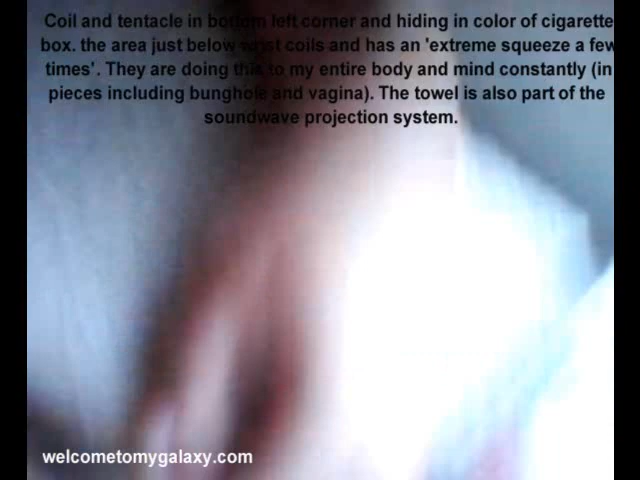 Coil and tentacle in bottom left corner and hiding in color of cigarette
box. the area just below wrist coils and has an 'extreme squeeze a few
times'. They are doing this to my entire body and mind constantly (in
pieces including bunghole and vagina). The towel is also part of the
soundwave projection system.
welcometomygalaxy.com